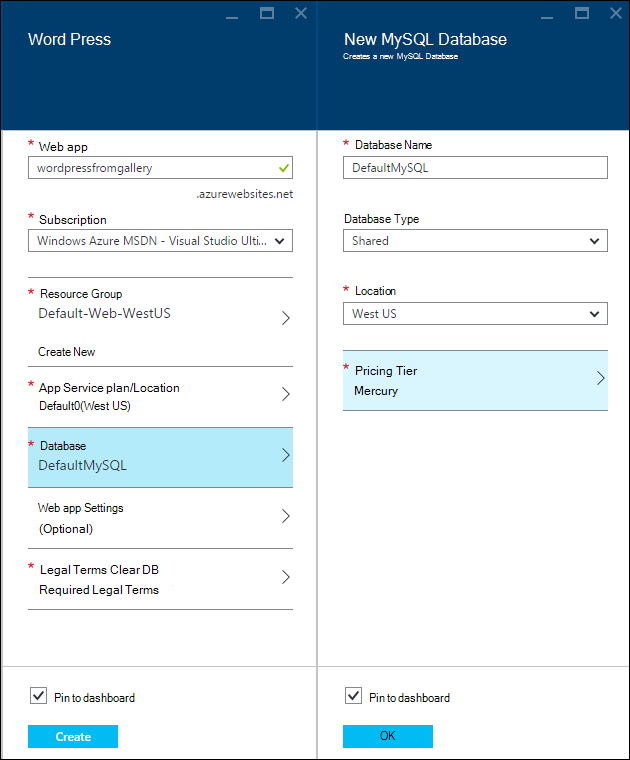 Word Press
* Web app
wordpressfromgallery
.azurewebsites.net
* Subscription
Windows Azure MSDN - Visual Studio Ulti...
* Resource Group
Default-Web-WestUS
Create New
* App Service plan/Location
Default0(West US)
* Database
DefaultMySQL
Web app Settings
(Optional)
* Legal Terms Clear DB
Required Legal Terms
Pin to dashboard
Create
New MySQL Database
Creates a new MySQL Database
* Database Name
DefaultMySQL
Database Type
Shared
* Location
West US
* Pricing Tier
Mercury
Pin to dashboard
OK